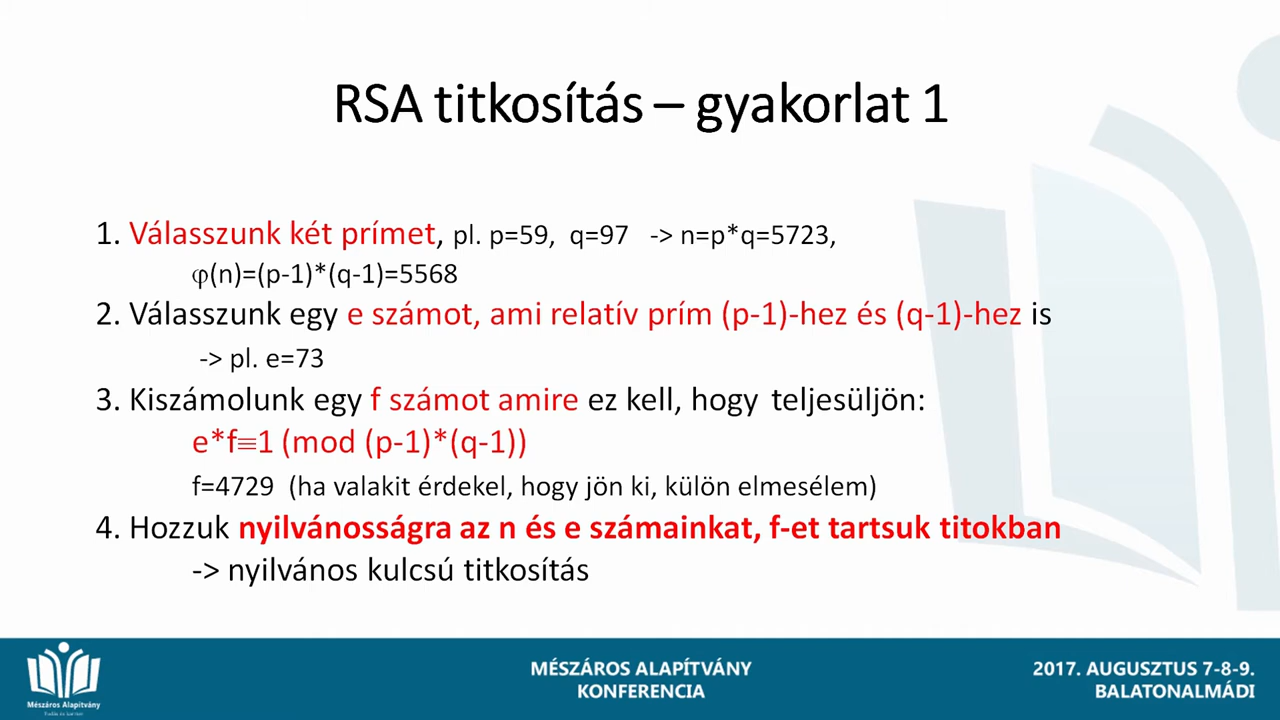 RSA titkosítás – gyakorlat 1
1. Válasszunk két prímet, pl. p=59, q=97 -> n=p*q=5723,
φ(n)=(p-1)*(q-1)=5568
2. Válasszunk egy e számot, ami relatív prím (p-1)-hez és (q-1)-hez is
-> pl. e=73
3. Kiszámolunk egy f számot amire ez kell, hogy teljesüljön:
e*f≡1 (mod (p-1)*(q-1))
f=4729 (ha valakit érdekel, hogy jön ki, külön elmesélem)
4. Hozzuk nyilvánosságra az n és e számainkat, f-et tartsuk titokban
-> nyilvános kulcsú titkosítás
Mészáros Alapítvány
MÉSZÁROS ALAPÍTVÁNY
KONFERENCIA
2017. AUGUSZTUS 7-8-9.
BALATONALMÁDI